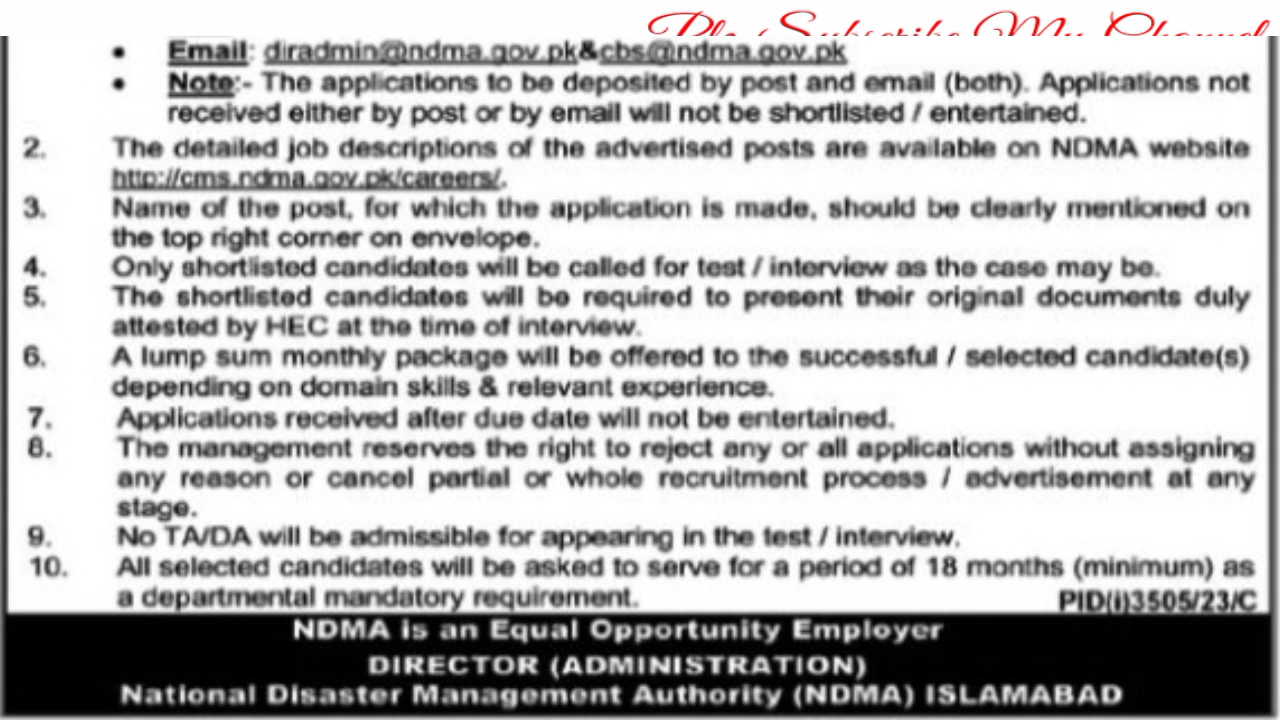 Pls Subscribe My Channel
• Email: diradmin@ndma.gov.pk&cbs@ndma.gov.pk
• Note:- The applications to be deposited by post and email (both). Applications not
received either by post or by email will not be shortlisted / entertained.
2. The detailed job descriptions of the advertised posts are available on NDMA website
http://cms.ndma.gov.pk/careers/.
3. Name of the post, for which the application is made, should be clearly mentioned on
the top right corner on envelope.
4. Only shortlisted candidates will be called for test / interview as the case may be.
5. The shortlisted candidates will be required to present their original documents duly
attested by HEC at the time of interview.
6. A lump sum monthly package will be offered to the successful / selected candidate(s)
depending on domain skills & relevant experience.
7. Applications received after due date will not be entertained.
8. The management reserves the right to reject any or all applications without assigning
any reason or cancel partial or whole recruitment process / advertisement at any
stage.
9. No TA/DA will be admissible for appearing in the test / interview.
10. All selected candidates will be asked to serve for a period of 18 months (minimum) as
a departmental mandatory requirement. PID(i)3505/23/C
NDMA is an Equal Opportunity Employer
DIRECTOR (ADMINISTRATION)
National Disaster Management Authority (NDMA) ISLAMABAD